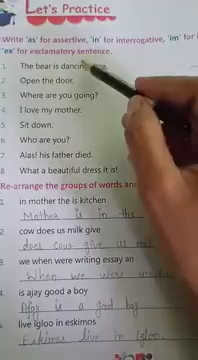 Let's Practice
Write 'as' for assertive, 'in' for interrogative, 'im' for
'ex' for exclamatory sentence.
1. The bear is dancing
2. Open the door.
3. Where are you going?
4. I love my mother.
5. Sit down.
6. Who are you?
7. Alas! his father died.
8 What a beautiful dress it is!
Re-arrange the groups of words an
1. in mother the is kitchen
Mother is in the
2. cow does us milk give
does cow give us
3. we when were writing essay an
When we were
4. is ajay good a boy
Ajay is a good boy
5. live igloo in eskimos
Eskimos live in Igloo.